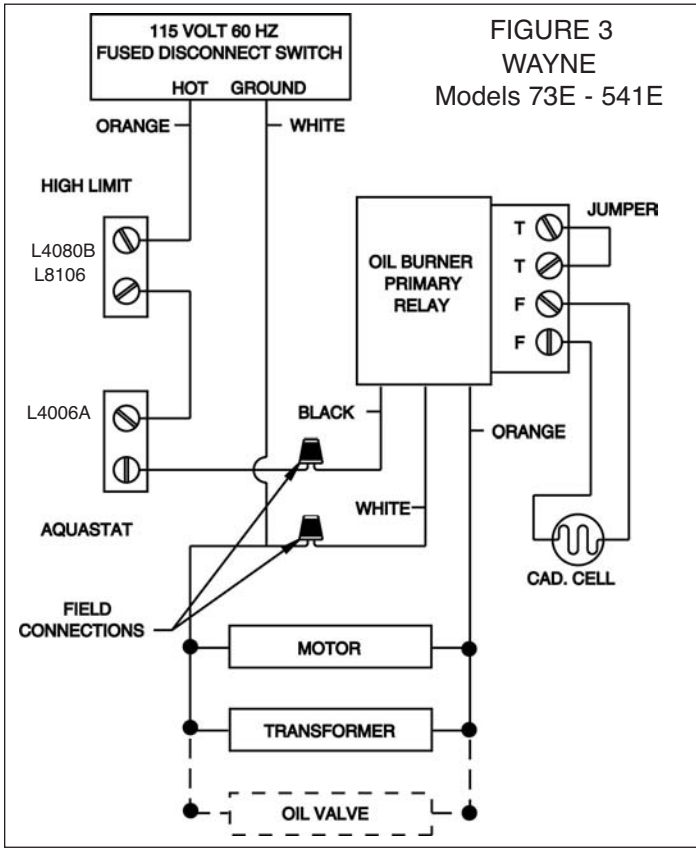 115 VOLT 60 HZ
FUSED DISCONNECT SWITCH
HOT GROUND
FIGURE 3
WAYNE
Models 73E - 541E
ORANGE
WHITE
HIGH LIMIT
L4080B
L8106
OIL BURNER
PRIMARY
RELAY
T
T
F
F
JUMPER
L4006A
BLACK
ORANGE
WHITE
AQUASTAT
CAD. CELL
FIELD
CONNECTIONS
MOTOR
TRANSFORMER
OIL VALVE